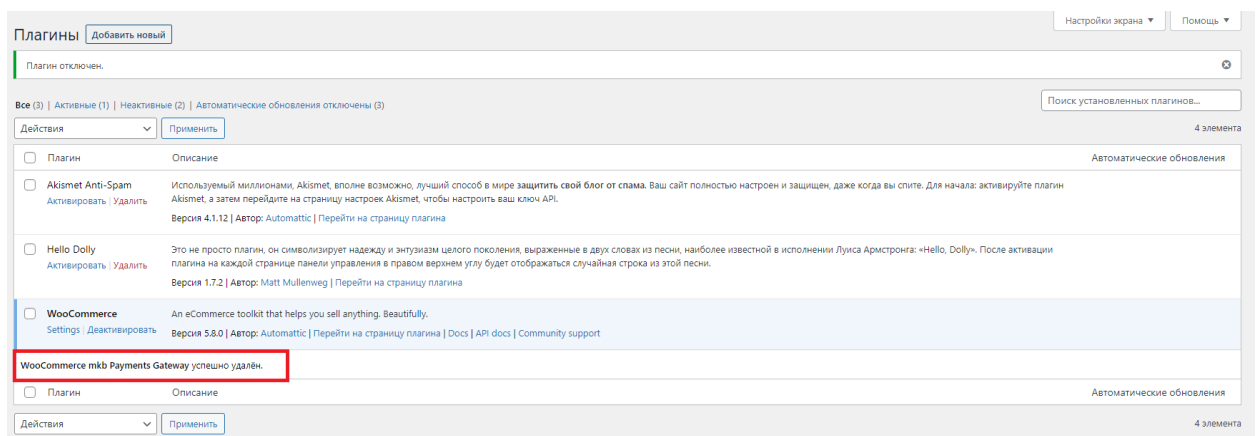 Настройки экрана ▼ Помощь ▼
Плагины Добавить новый
Плагин отключен.
Все (3) | Активные (1) | Неактивные (2) | Автоматические обновления отключены (3)
Поиск установленных плагинов...
Действия Применить
4 элемента
Плагин Описание Автоматические обновления
Akismet Anti-Spam
Активировать | Удалить
Используемый миллионами, Akismet, вполне возможно, лучший способ в мире защитить свой блог от спама. Ваш сайт полностью настроен и защищен, даже когда вы спите. Для начала: активируйте плагин
Akismet, а затем перейдите на страницу настроек Akismet, чтобы настроить ваш ключ API.
Версия 4.1.12 | Автор: Automattic | Перейти на страницу плагина
Hello Dolly
Активировать | Удалить
Это не просто плагин, он символизирует надежду и энтузиазм целого поколения, выраженные в двух словах из песни, наиболее известной в исполнении Луиса Армстронга: «Hello, Dolly». После активации
плагина на каждой странице панели управления в правом верхнем углу будет отображаться случайная строка из этой песни.
Версия 1.7.2 | Автор: Matt Mullenweg | Перейти на страницу плагина
WooCommerce
Settings | Деактивировать
An eCommerce toolkit that helps you sell anything. Beautifully.
Версия 5.8.0 | Автор: Automattic | Перейти на страницу плагина | Docs | API docs | Community support
WooCommerce mkb Payments Gateway успешно удалён.
Плагин Описание Автоматические обновления
Действия Применить
4 элемента